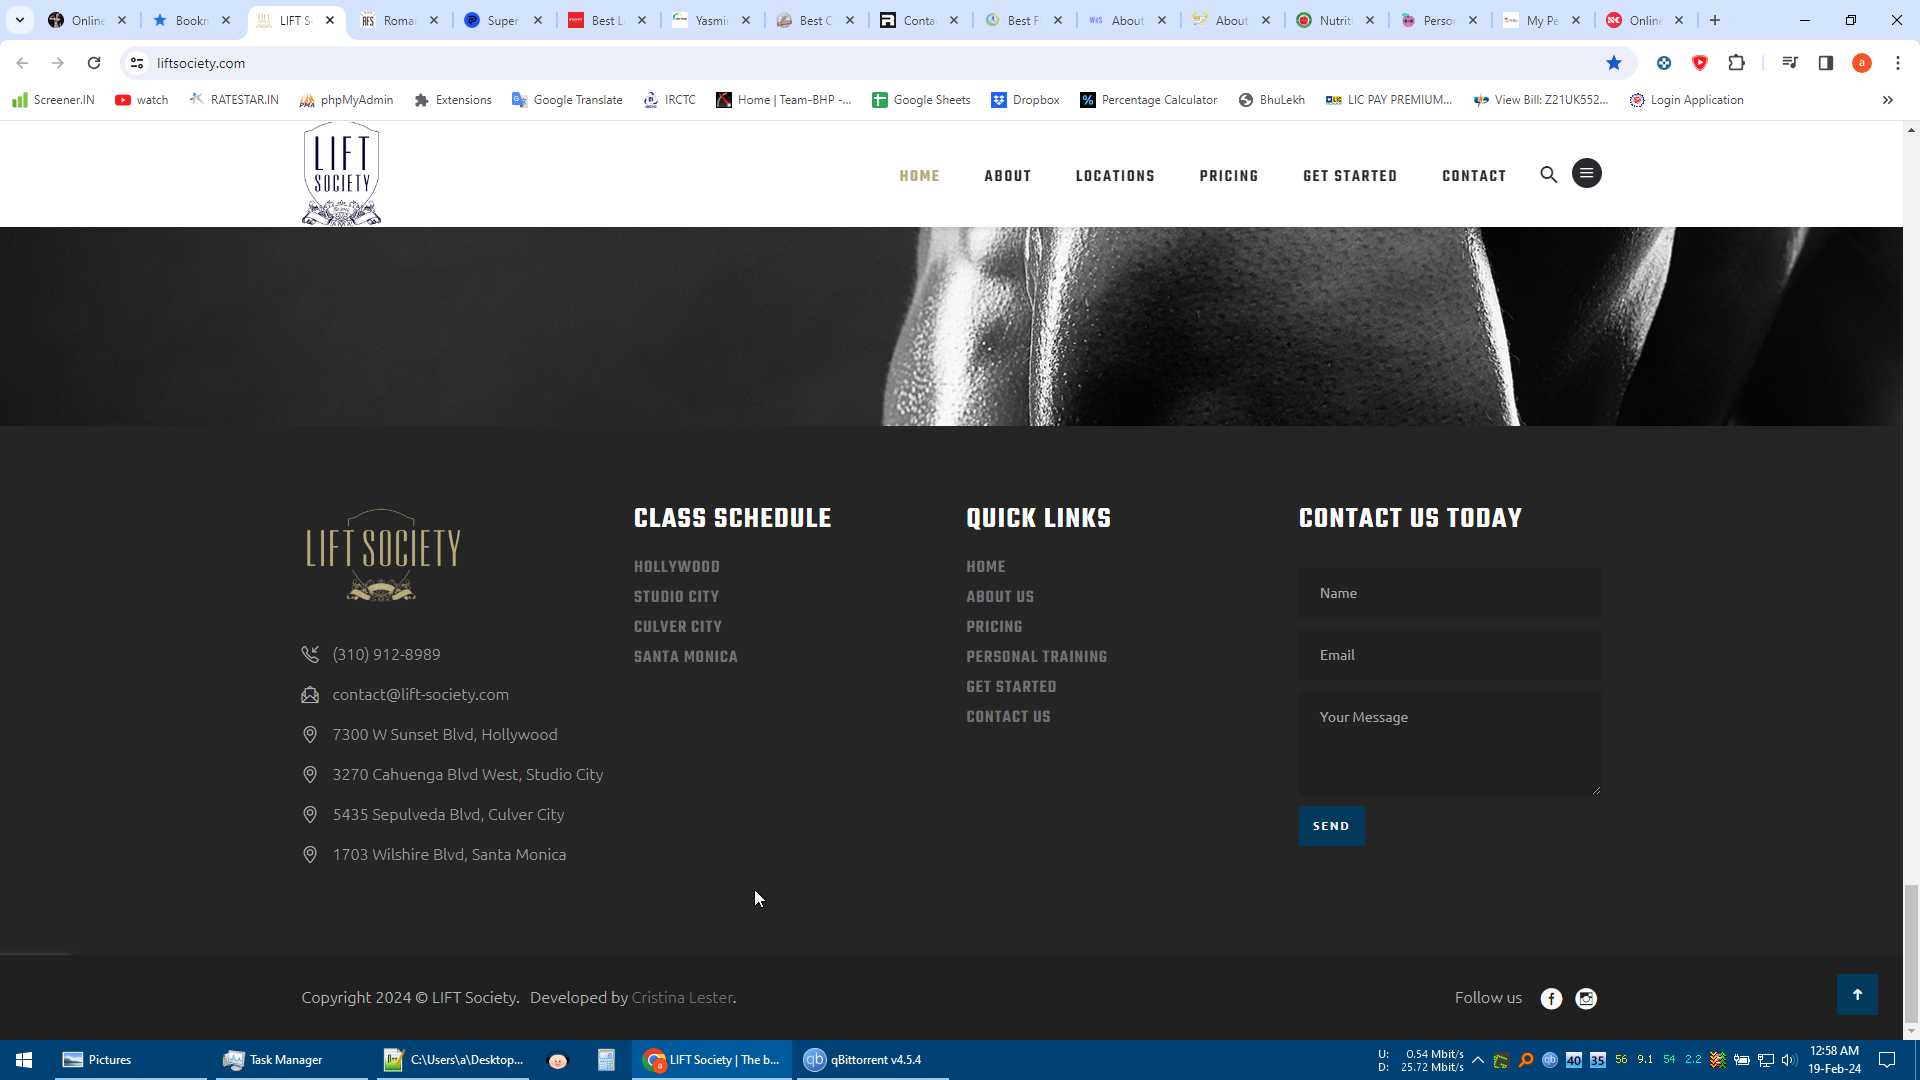 Online
Bookn
LIFT S
Roma
Super
Best L
Yasmi
Best C
Conta
Best F
About
About
Nutrit
Perso
My Pe
Online
liftsociety.com
Screener.IN
watch
RATESTAR.IN
phpMyAdmin
Extensions
Google Translate
IRCTC
Home | Team-BHP -...
Google Sheets
Dropbox
Percentage Calculator
BhuLekh
LIC PAY PREMIUM...
View Bill: Z21UK552...
Login Application
LIFT
SOCIETY
HOME
ABOUT
LOCATIONS
PRICING
GET STARTED
CONTACT
LIFT SOCIETY
(310) 912-8989
contact@lift-society.com
7300 W Sunset Blvd, Hollywood
3270 Cahuenga Blvd West, Studio City
5435 Sepulveda Blvd, Culver City
1703 Wilshire Blvd, Santa Monica
CLASS SCHEDULE
HOLLYWOOD
STUDIO CITY
CULVER CITY
SANTA MONICA
QUICK LINKS
HOME
ABOUT US
PRICING
PERSONAL TRAINING
GET STARTED
CONTACT US
CONTACT US TODAY
Name
Email
Your Message
SEND
Copyright 2024 © LIFT Society. Developed by Cristina Lester.
Follow us
Pictures
Task Manager
C:\Users\a\Desktop...
LIFT Society | The b...
qBittorrent v4.5.4
U: 0.54 Mbit/s
D: 25.72 Mbit/s
40
35
56
9.1
54
2.2
12:58 AM
19-Feb-24